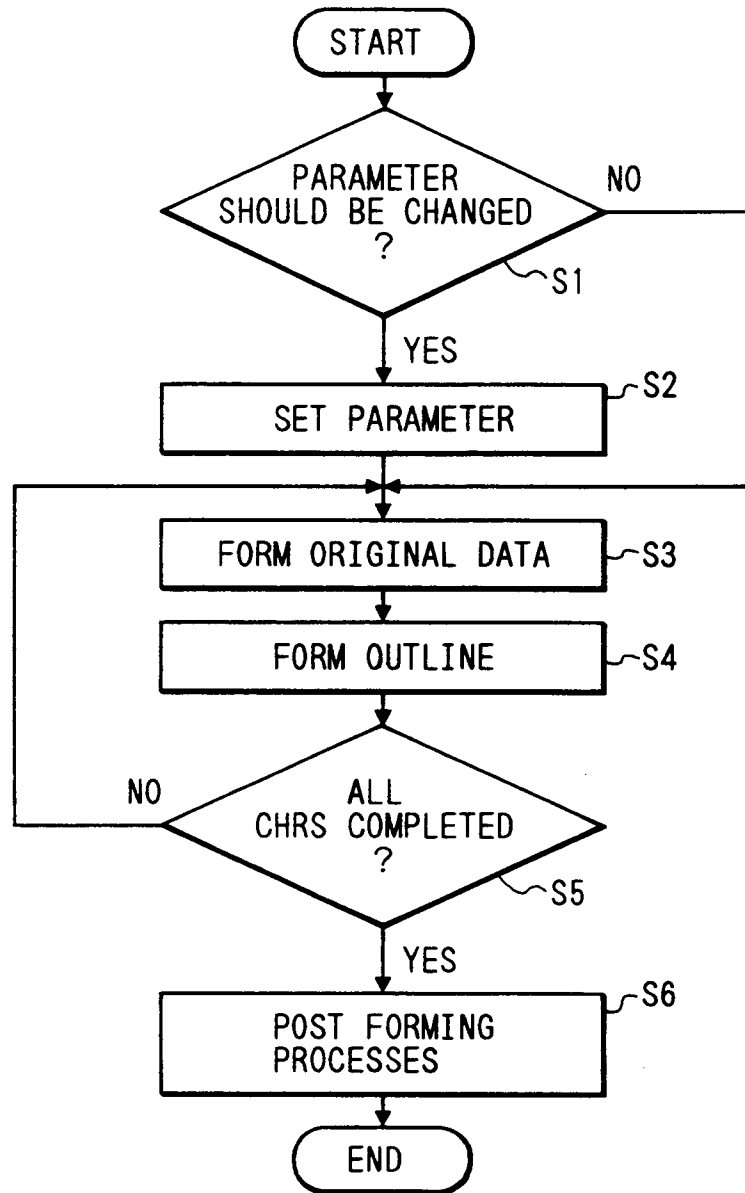 START
PARAMETER
SHOULD BE CHANGED
?
NO
S1
YES
S2
SET PARAMETER
FORM ORIGINAL DATA
S3
FORM OUTLINE
S4
NO
ALL
CHRS COMPLETED
?
S5
YES
S6
POST FORMING
PROCESSES
END